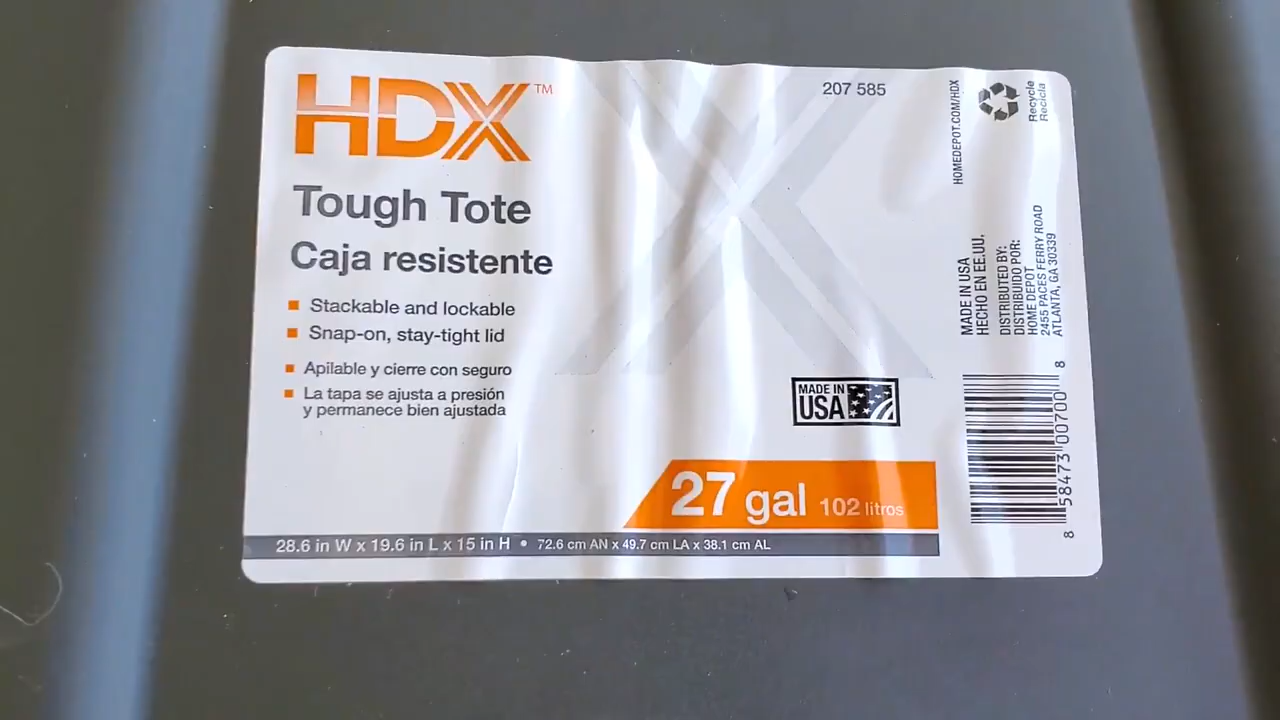 HDX™
207 585
Tough Tote
Caja resistente
Stackable and lockable
Snap-on, stay-tight lid
Apilable y cierre con seguro
La tapa se ajusta a presión
y permanece bien ajustada
MADE IN
USA
27 gal 102 litros
28.6 in W x 19.6 in L x 15 in H • 72.6 cm AN x 49.7 cm LA x 38.1 cm AL
HOMEDEPOT.COM/HDX
Recycle
Recicla
MADE IN USA
HECHO EN EE.UU.
DISTRIBUTED BY:
DISTRIBUIDO POR:
HOME DEPOT
2455 PACES FERRY ROAD
ATLANTA, GA 30339
8 58473 00700 8